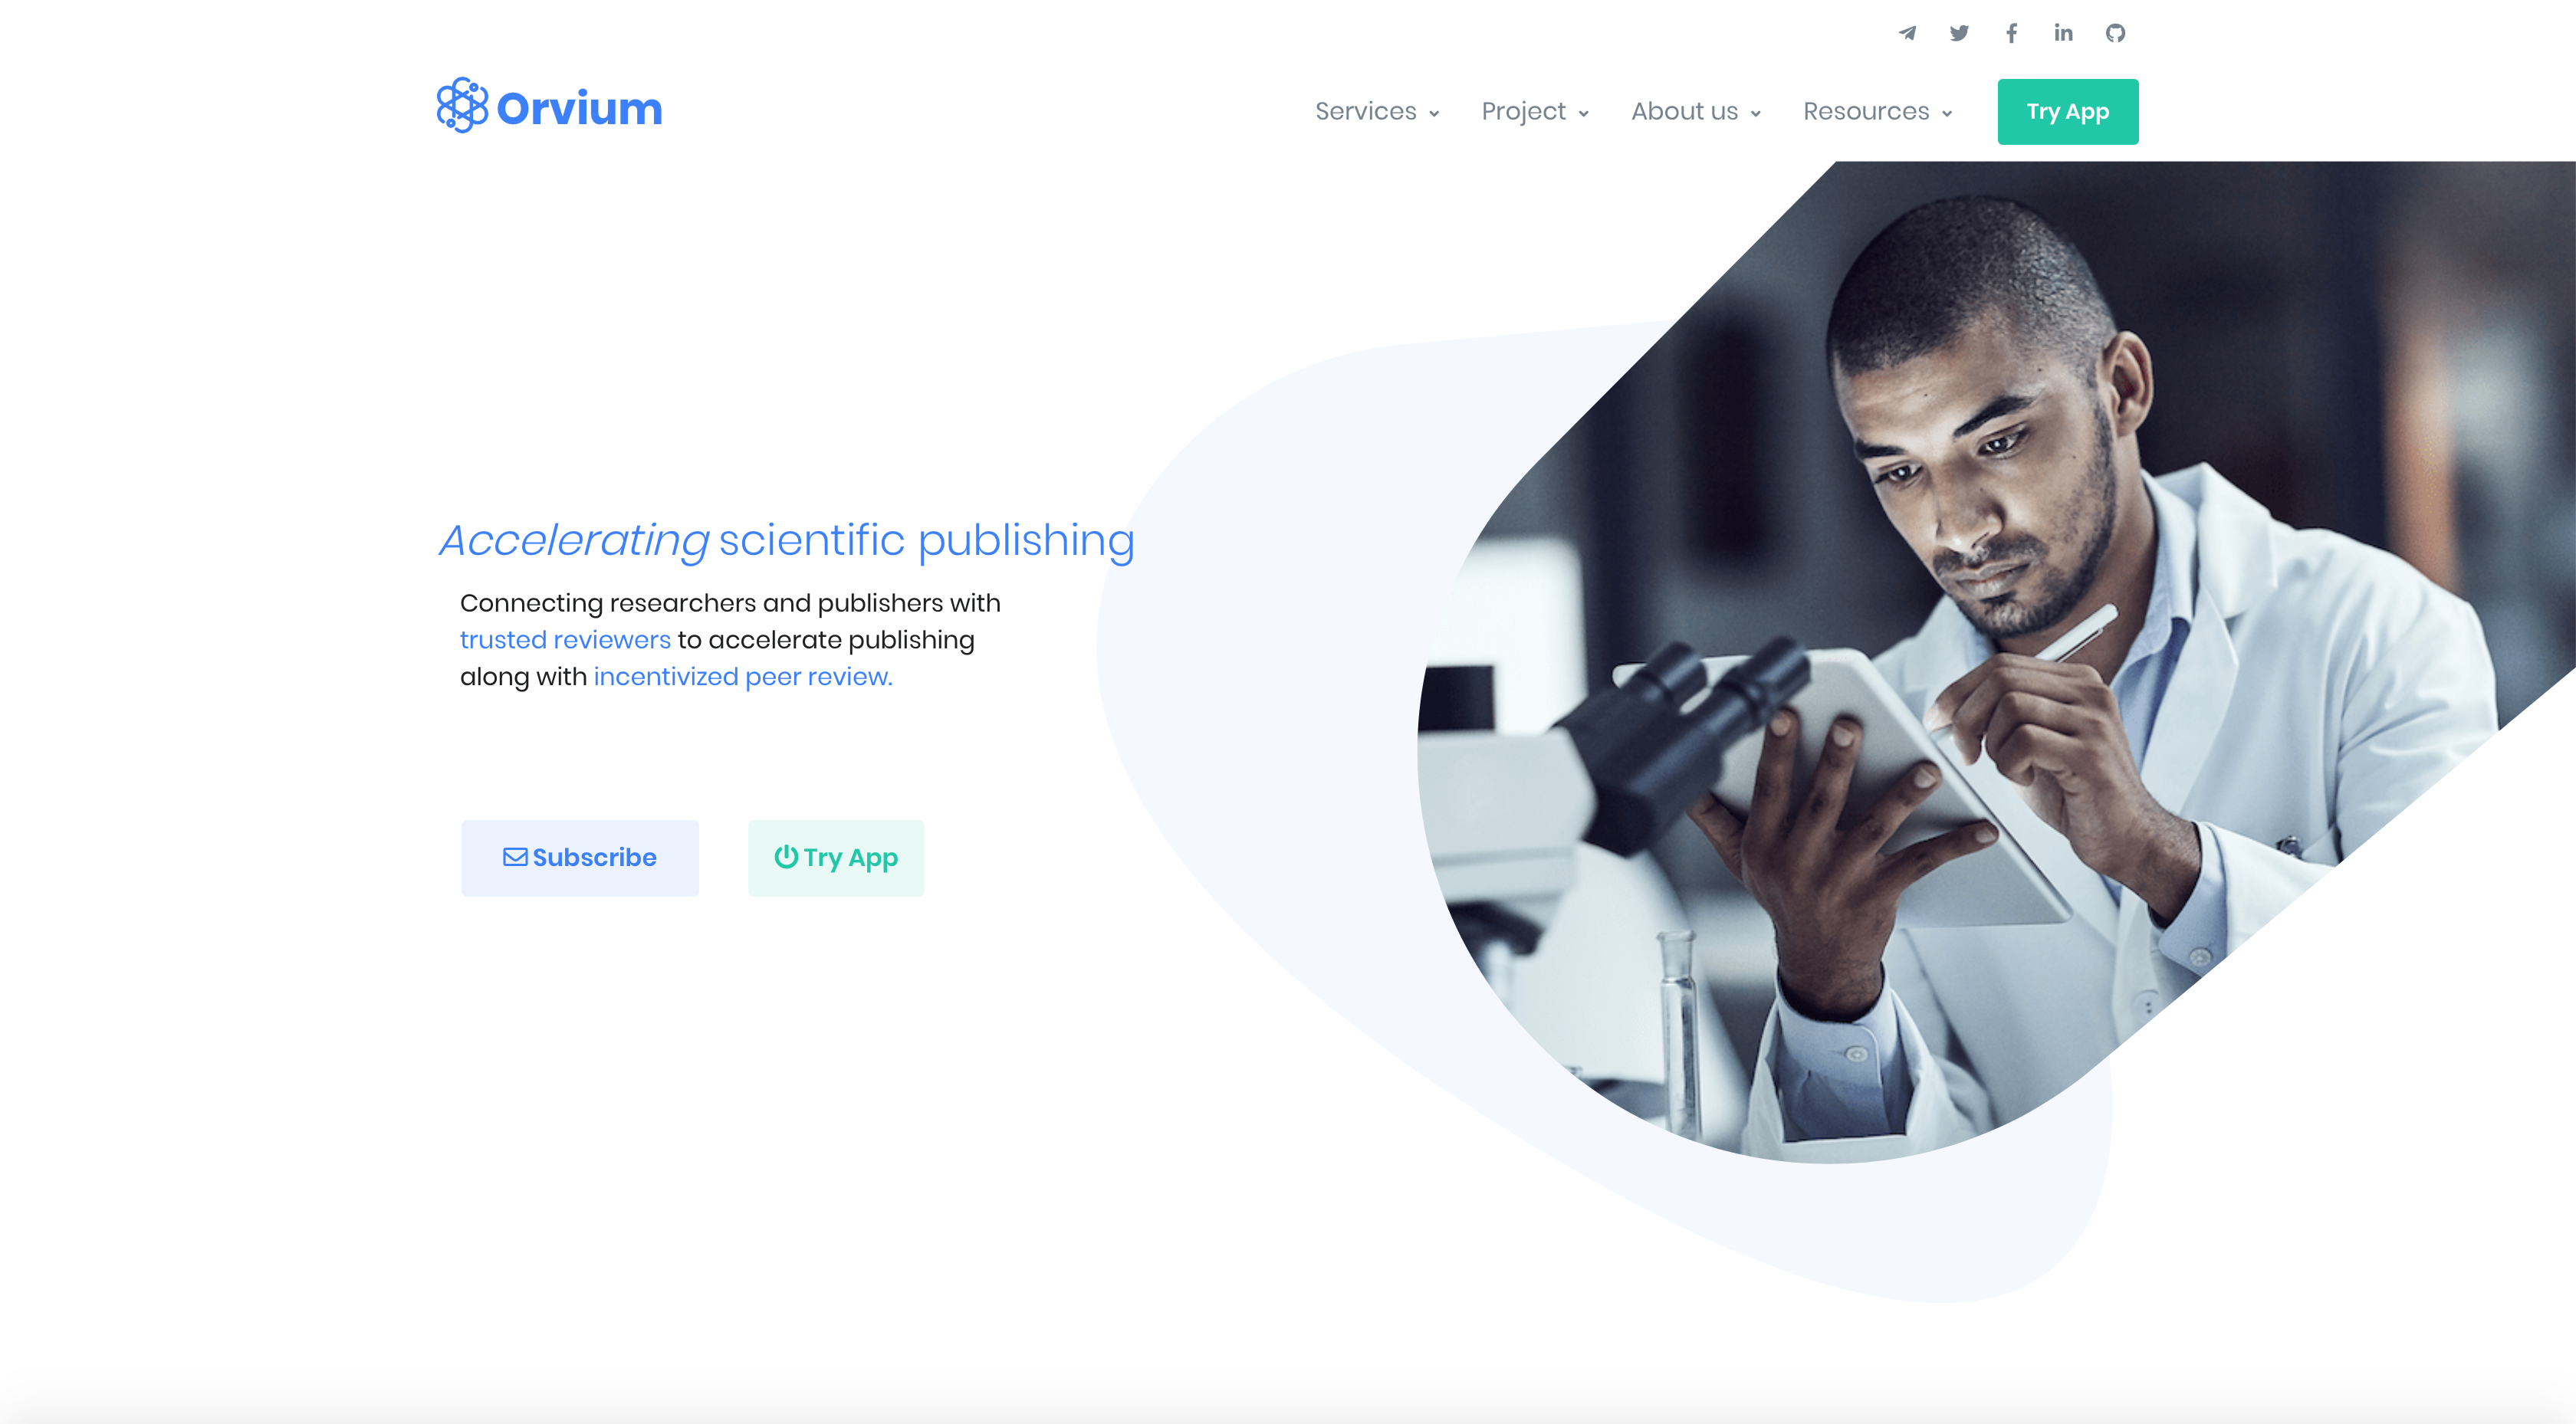 Orvium
Services
Project
About us
Resources
Try App
Accelerating scientific publishing
Connecting researchers and publishers with
trusted reviewers to accelerate publishing
along with incentivized peer review.
Subscribe
Try App